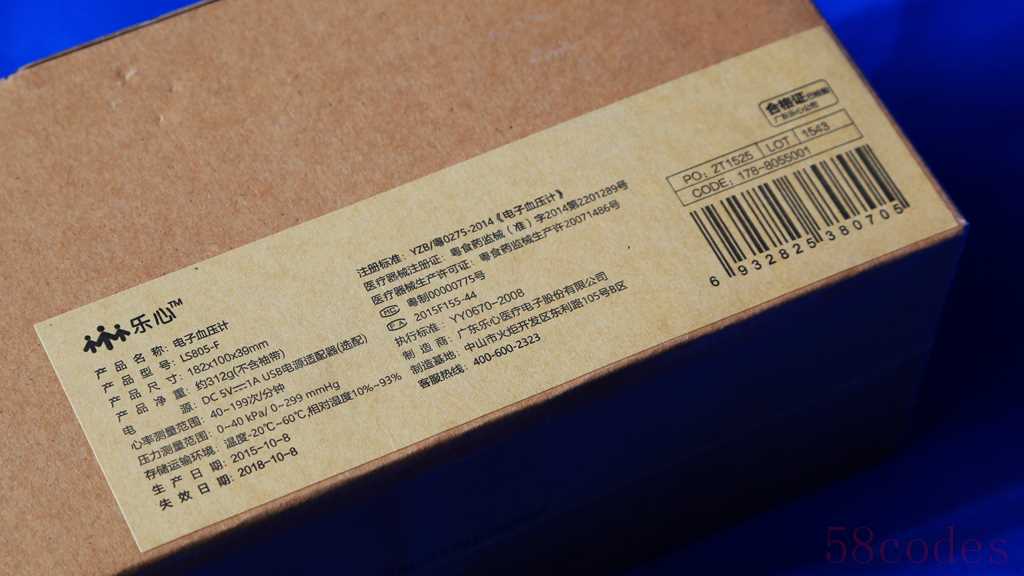 乐心™
产品名称: 电子血压计
产品型号: LS805-F
产品尺寸: 182x100x39mm
产品净重: 约312g(不含袖带)
电源: DC 5V⎓1A USB电源适配器(选配)
心率测量范围: 40~199次/分钟
压力测量范围: 0~40 kPa/ 0~299 mmHg
存储运输环境: 温度-20℃~60℃,相对湿度10%~93%
生产日期: 2015-10-8
失效日期: 2018-10-8
注册标准: YZB/粤0275-2014《电子血压计》
医疗器械注册证: 粤食药监械(准)字2014第2201289号
医疗器械生产许可证: 粤食药监械生产许20071486号
MC 粤制00000775号
PA 2015F155-44
执行标准: YY0670-2008
制造商: 广东乐心医疗电子股份有限公司
制造基地: 中山市火炬开发区东利路105号B区
客服热线: 400-600-2323
合格证
PO: 2T1525 LOT 1543
CODE: 178-8055001
6 932825 380705
58codes